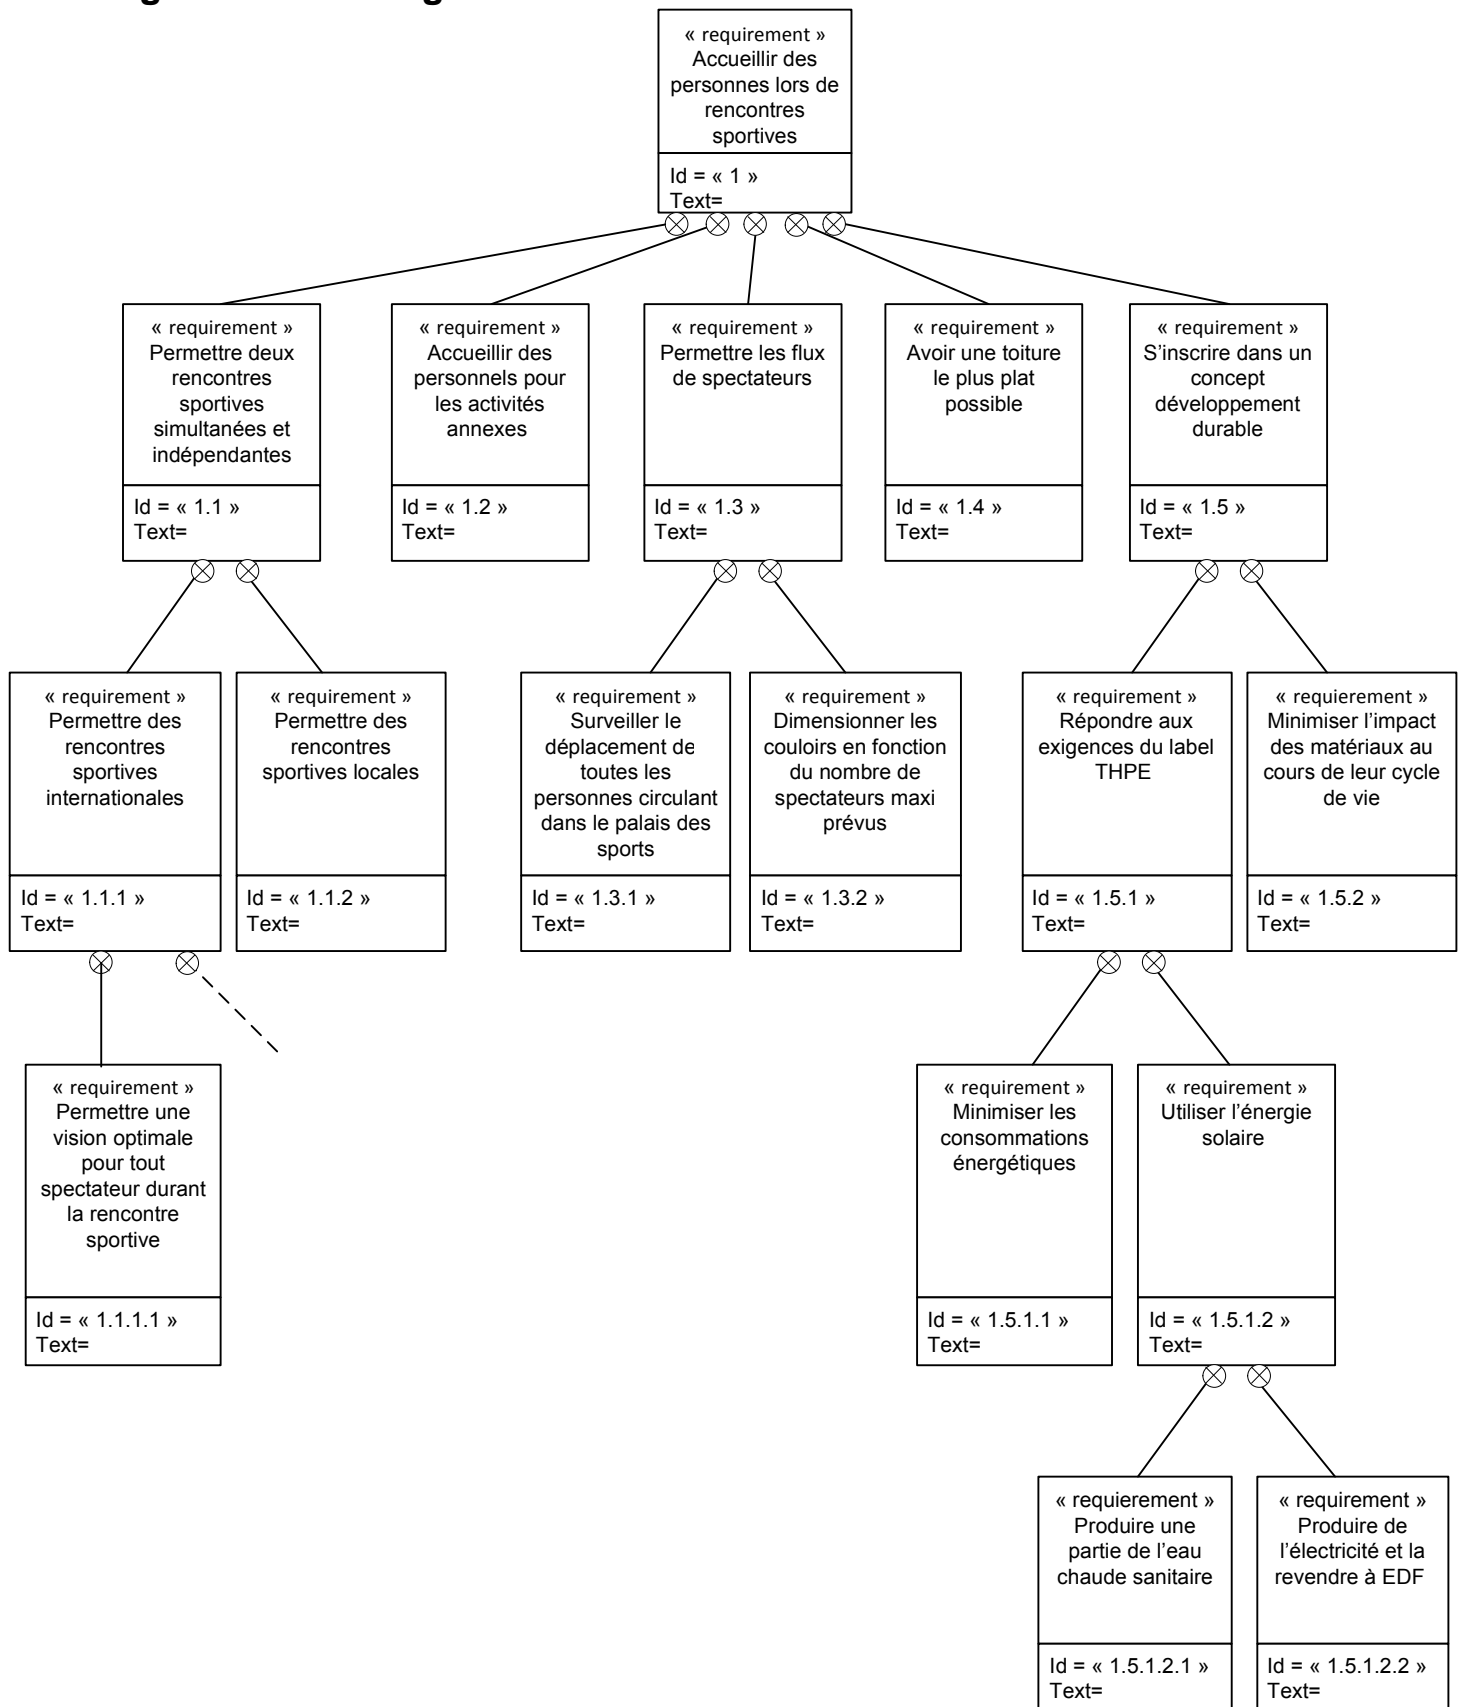 « requirement »
Accueillir des
personnes lors de
rencontres
sportives
Id = « 1 »
Text=
« requirement »
Permettre deux
rencontres
sportives
simultanées et
indépendantes
Id = « 1.1 »
Text=
« requirement »
Accueillir des
personnels pour
les activités
annexes
Id = « 1.2 »
Text=
« requirement »
Permettre les flux
de spectateurs
Id = « 1.3 »
Text=
« requirement »
Avoir une toiture
le plus plat
possible
Id = « 1.4 »
Text=
« requirement »
S’inscrire dans un
concept
développement
durable
Id = « 1.5 »
Text=
« requirement »
Permettre des
rencontres
sportives
internationales
Id = « 1.1.1 »
Text=
« requirement »
Permettre des
rencontres
sportives locales
Id = « 1.1.2 »
Text=
« requirement »
Surveiller le
déplacement de
toutes les
personnes circulant
dans le palais des
sports
Id = « 1.3.1 »
Text=
« requirement »
Dimensionner les
couloirs en fonction
du nombre de
spectateurs maxi
prévus
Id = « 1.3.2 »
Text=
« requirement »
Répondre aux
exigences du label
THPE
Id = « 1.5.1 »
Text=
« requierement »
Minimiser l’impact
des matériaux au
cours de leur cycle
de vie
Id = « 1.5.2 »
Text=
« requirement »
Permettre une
vision optimale
pour tout
spectateur durant
la rencontre
sportive
Id = « 1.1.1.1 »
Text=
« requirement »
Minimiser les
consommations
énergétiques
Id = « 1.5.1.1 »
Text=
« requirement »
Utiliser l’énergie
solaire
Id = « 1.5.1.2 »
Text=
« requierement »
Produire une
partie de l’eau
chaude sanitaire
Id = « 1.5.1.2.1 »
Text=
« requirement »
Produire de
l’électricité et la
revendre à EDF
Id = « 1.5.1.2.2 »
Text=